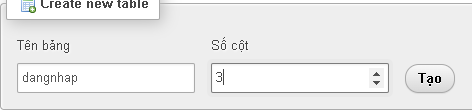 Create new table
Tên bảng
Số cột
dangnhap
3
Tạo